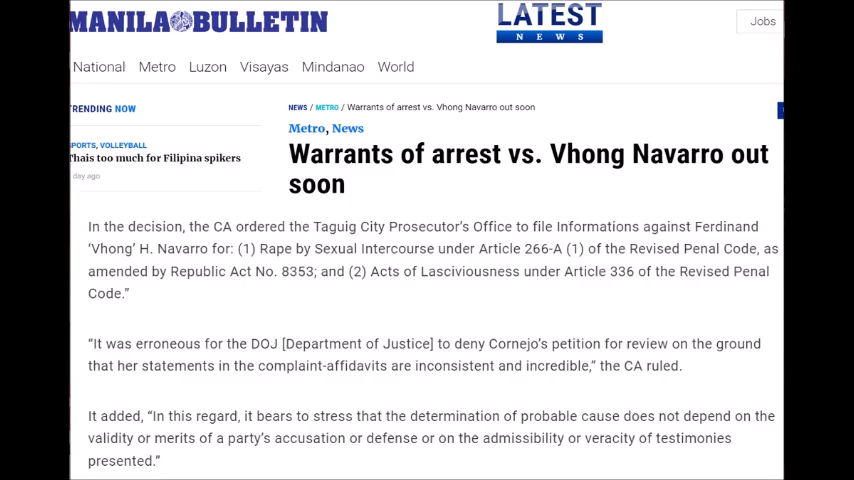 MANILA BULLETIN
LATEST
NEWS
Jobs
National Metro Luzon Visayas Mindanao World
TRENDING NOW
NEWS / METRO / Warrants of arrest vs. Vhong Navarro out soon
Metro, News
SPORTS, VOLLEYBALL
Thais too much for Filipina spikers
day ago
Warrants of arrest vs. Vhong Navarro out
soon
In the decision, the CA ordered the Taguig City Prosecutor’s Office to file Informations against Ferdinand
‘Vhong’ H. Navarro for: (1) Rape by Sexual Intercourse under Article 266-A (1) of the Revised Penal Code, as
amended by Republic Act No. 8353; and (2) Acts of Lasciviousness under Article 336 of the Revised Penal
Code.”
“It was erroneous for the DOJ [Department of Justice] to deny Cornejo’s petition for review on the ground
that her statements in the complaint-affidavits are inconsistent and incredible,” the CA ruled.
It added, “In this regard, it bears to stress that the determination of probable cause does not depend on the
validity or merits of a party’s accusation or defense or on the admissibility or veracity of testimonies
presented.”